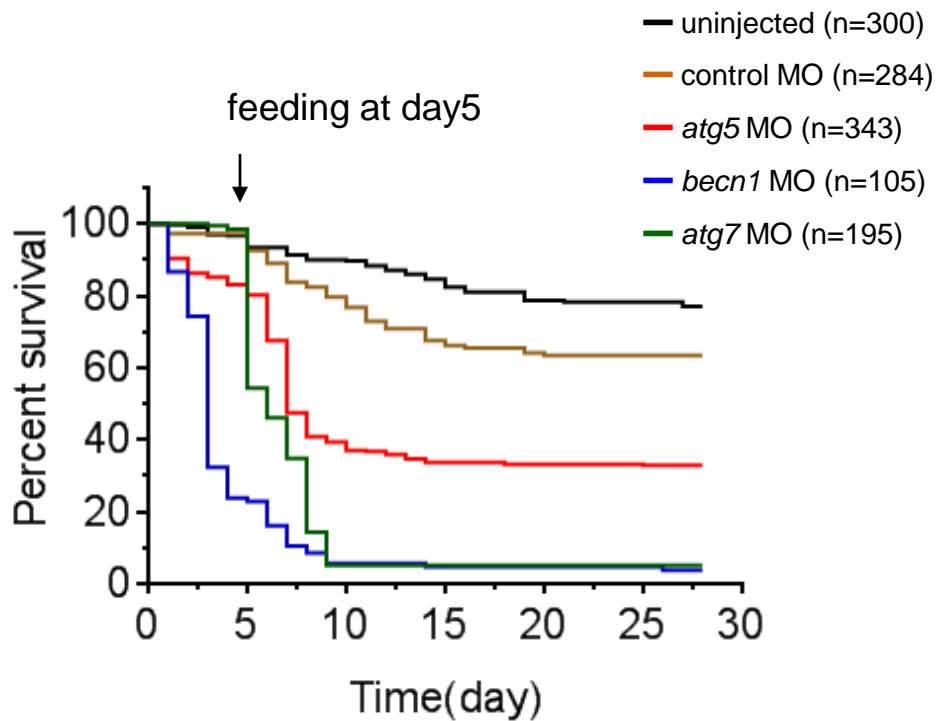 uninjected (n=300)
control MO (n=284)
atg5 MO (n=343)
becn1 MO (n=105)
atg7 MO (n=195)
feeding at day5
Percent survival
100
80
60
40
20
0
0 5 10 15 20 25 30
Time(day)